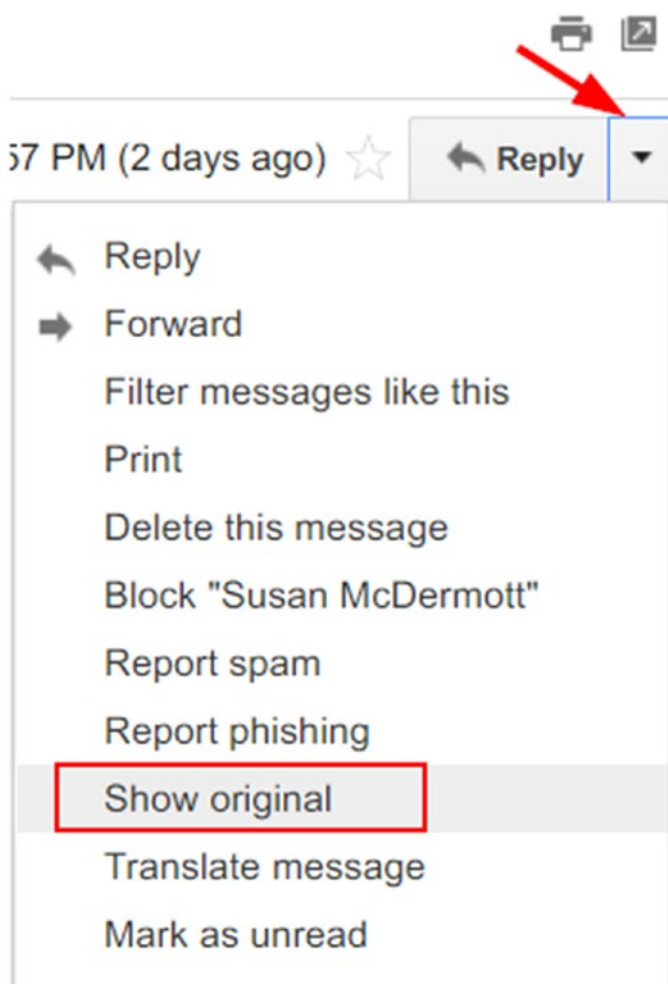 57 PM (2 days ago) Reply
Reply
Forward
Filter messages like this
Print
Delete this message
Block "Susan McDermott"
Report spam
Report phishing
Show original
Translate message
Mark as unread